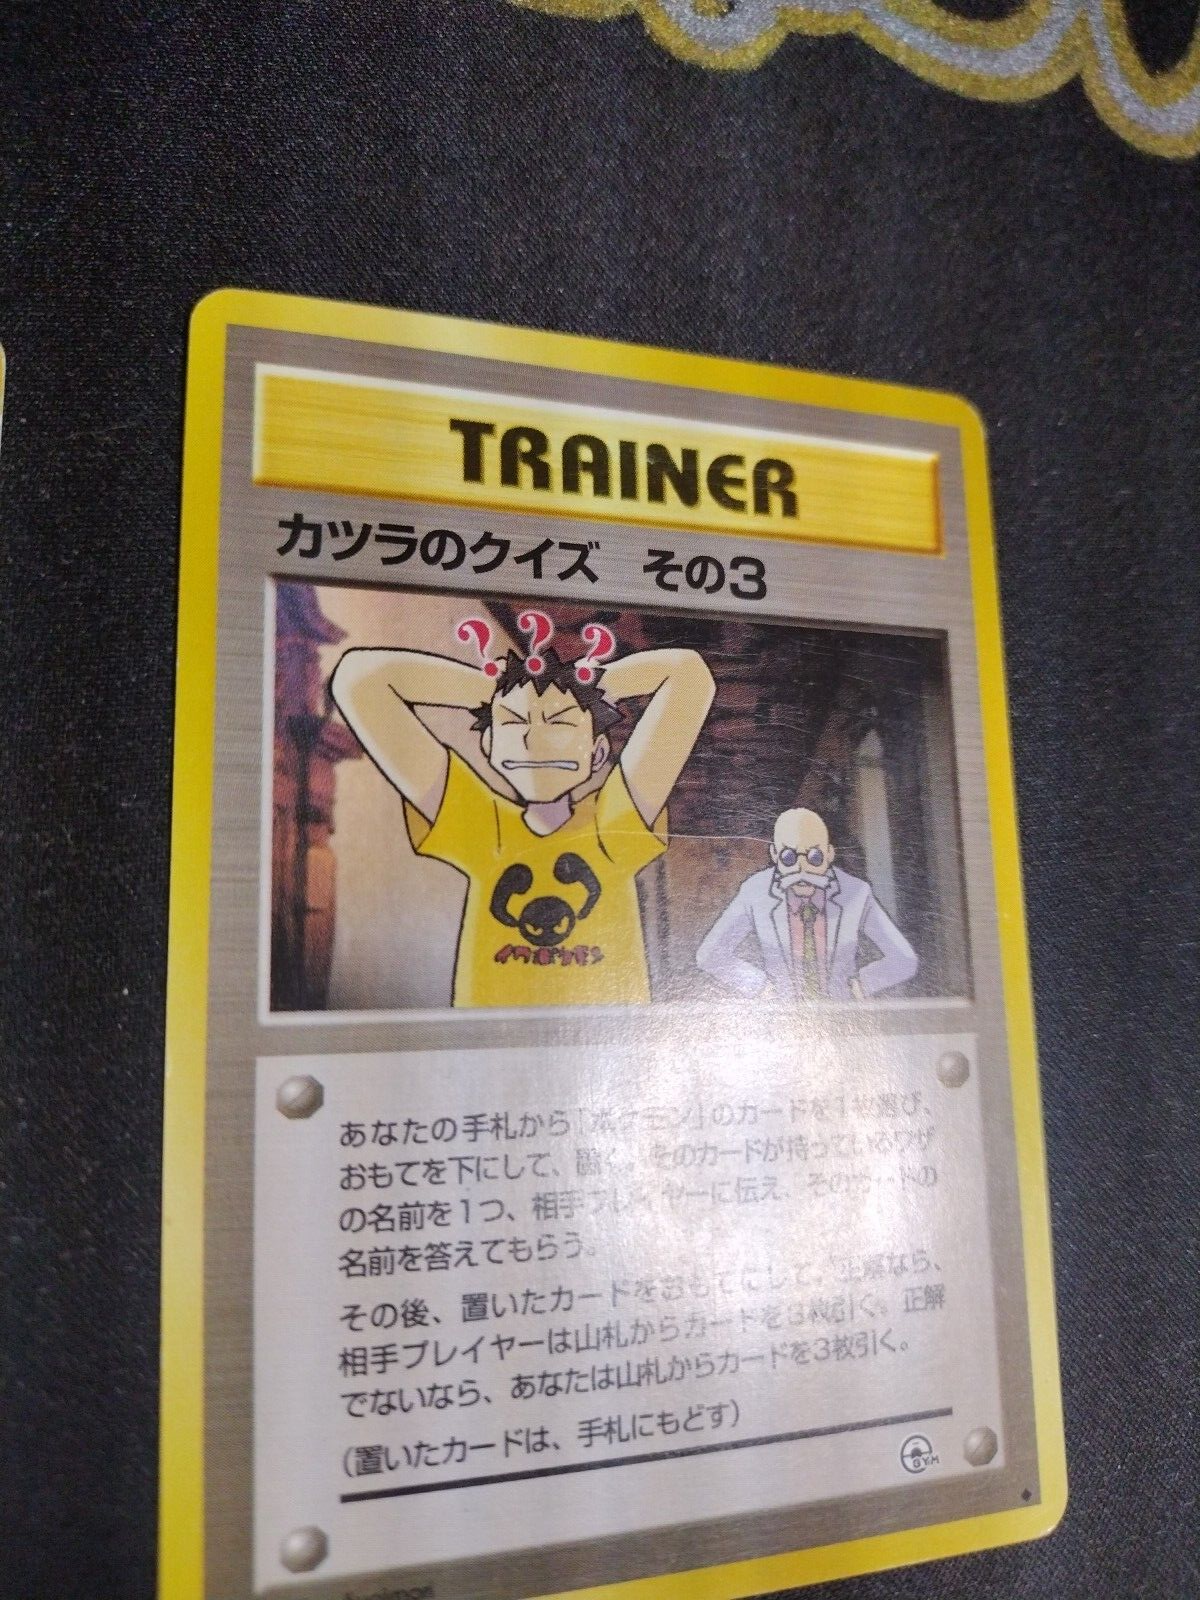 TRAINER
カツラのクイズ その3
? ? ?
イワボウズキン
あなたの手札から「ポケモン」のカードを1枚選び、
おもてを下にして、置く。そのカードが持っているワザ
の名前を1つ、相手プレイヤーに伝え、そのカードの
名前を答えてもらう。
その後、置いたカードをおもてにして、正解なら、
相手プレイヤーは山札からカードを3枚引く。正解
でないなら、あなたは山札からカードを3枚引く。
(置いたカードは、手札にもどす)
GYM